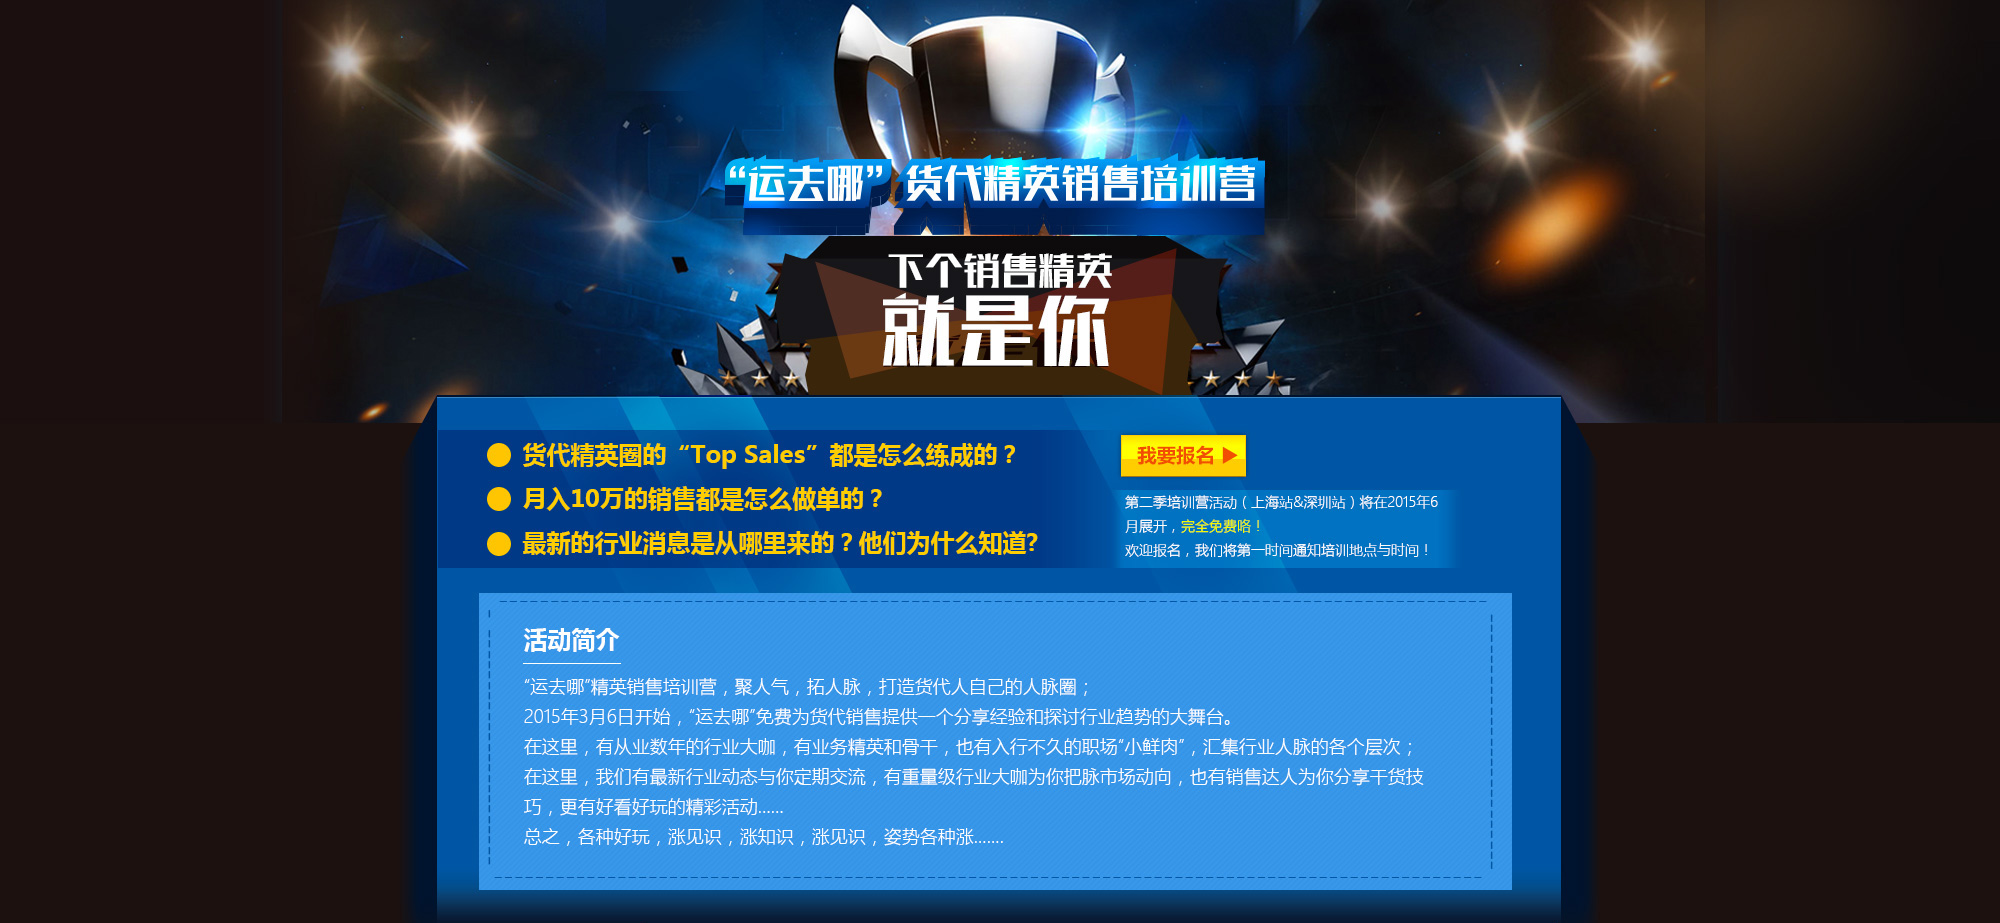 “运去哪”货代精英销售培训营
下个销售精英
就是你
货代精英圈的“Top Sales”都是怎么练成的？
月入10万的销售都是怎么做单的？
最新的行业消息是从哪里来的？他们为什么知道?
我要报名
第二季培训营活动（上海站&深圳站）将在2015年6
月展开，完全免费咯！
欢迎报名，我们将第一时间通知培训地点与时间！
活动简介
“运去哪”精英销售培训营，聚人气，拓人脉，打造货代人自己的人脉圈；
2015年3月6日开始，“运去哪”免费为货代销售提供一个分享经验和探讨行业趋势的大舞台。
在这里，有从业数年的行业大咖，有业务精英和骨干，也有入行不久的职场“小鲜肉”，汇集行业人脉的各个层次；
在这里，我们有最新行业动态与你定期交流，有重量级行业大咖为你把脉市场动向，也有销售达人为你分享干货技
巧，更有好看好玩的精彩活动......
总之，各种好玩，涨见识，涨知识，涨见识，姿势各种涨.......